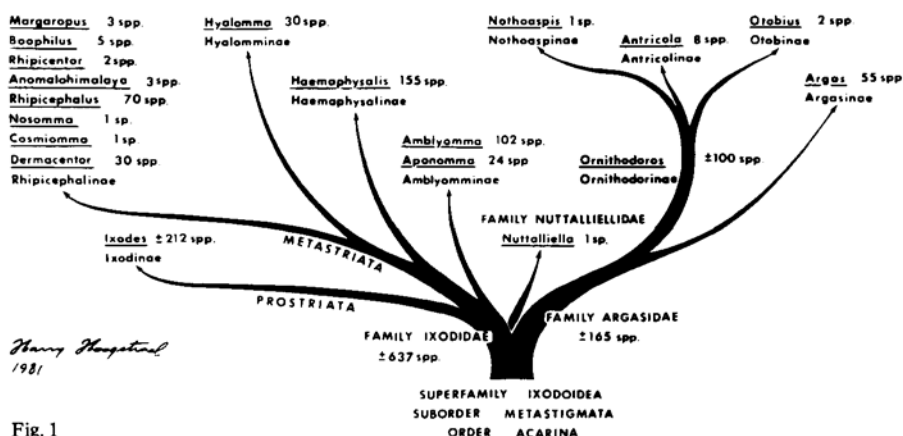 Margaropus 3 spp.
Boophilus 5 spp.
Rhipicentor 2 spp.
Anomalohimalaya 3 spp.
Rhipicephalus 70 spp.
Nosomma 1 sp.
Cosmiomma 1 sp.
Dermacentor 30 spp.
Rhipicephalinae
Hyalomma 30 spp.
Hyalomminae
Haemaphysalis 155 spp.
Haemaphysalinae
Amblyomma 102 spp.
Aponomma 24 spp
Amblyomminae
Nothoaspis 1 sp.
Nothoaspinae
Antricola 8 spp.
Antricolinae
Otobius 2 spp.
Otobinae
Argas 55 spp
Argasinae
Ornithodoros ±100 spp.
Ornithodorinae
FAMILY NUTTALLIELLIDAE
Nuttalliella 1 sp.
Ixodes ±212 spp.
Ixodinae
METASTRIATA
PROSTRIATA
FAMILY IXODIDAE
±637 spp.
FAMILY ARGASIDAE
±165 spp.
Harry Hoogstraal
1981
SUPERFAMILY IXODOIDEA
SUBORDER METASTIGMATA
ORDER ACARINA
Fig. 1